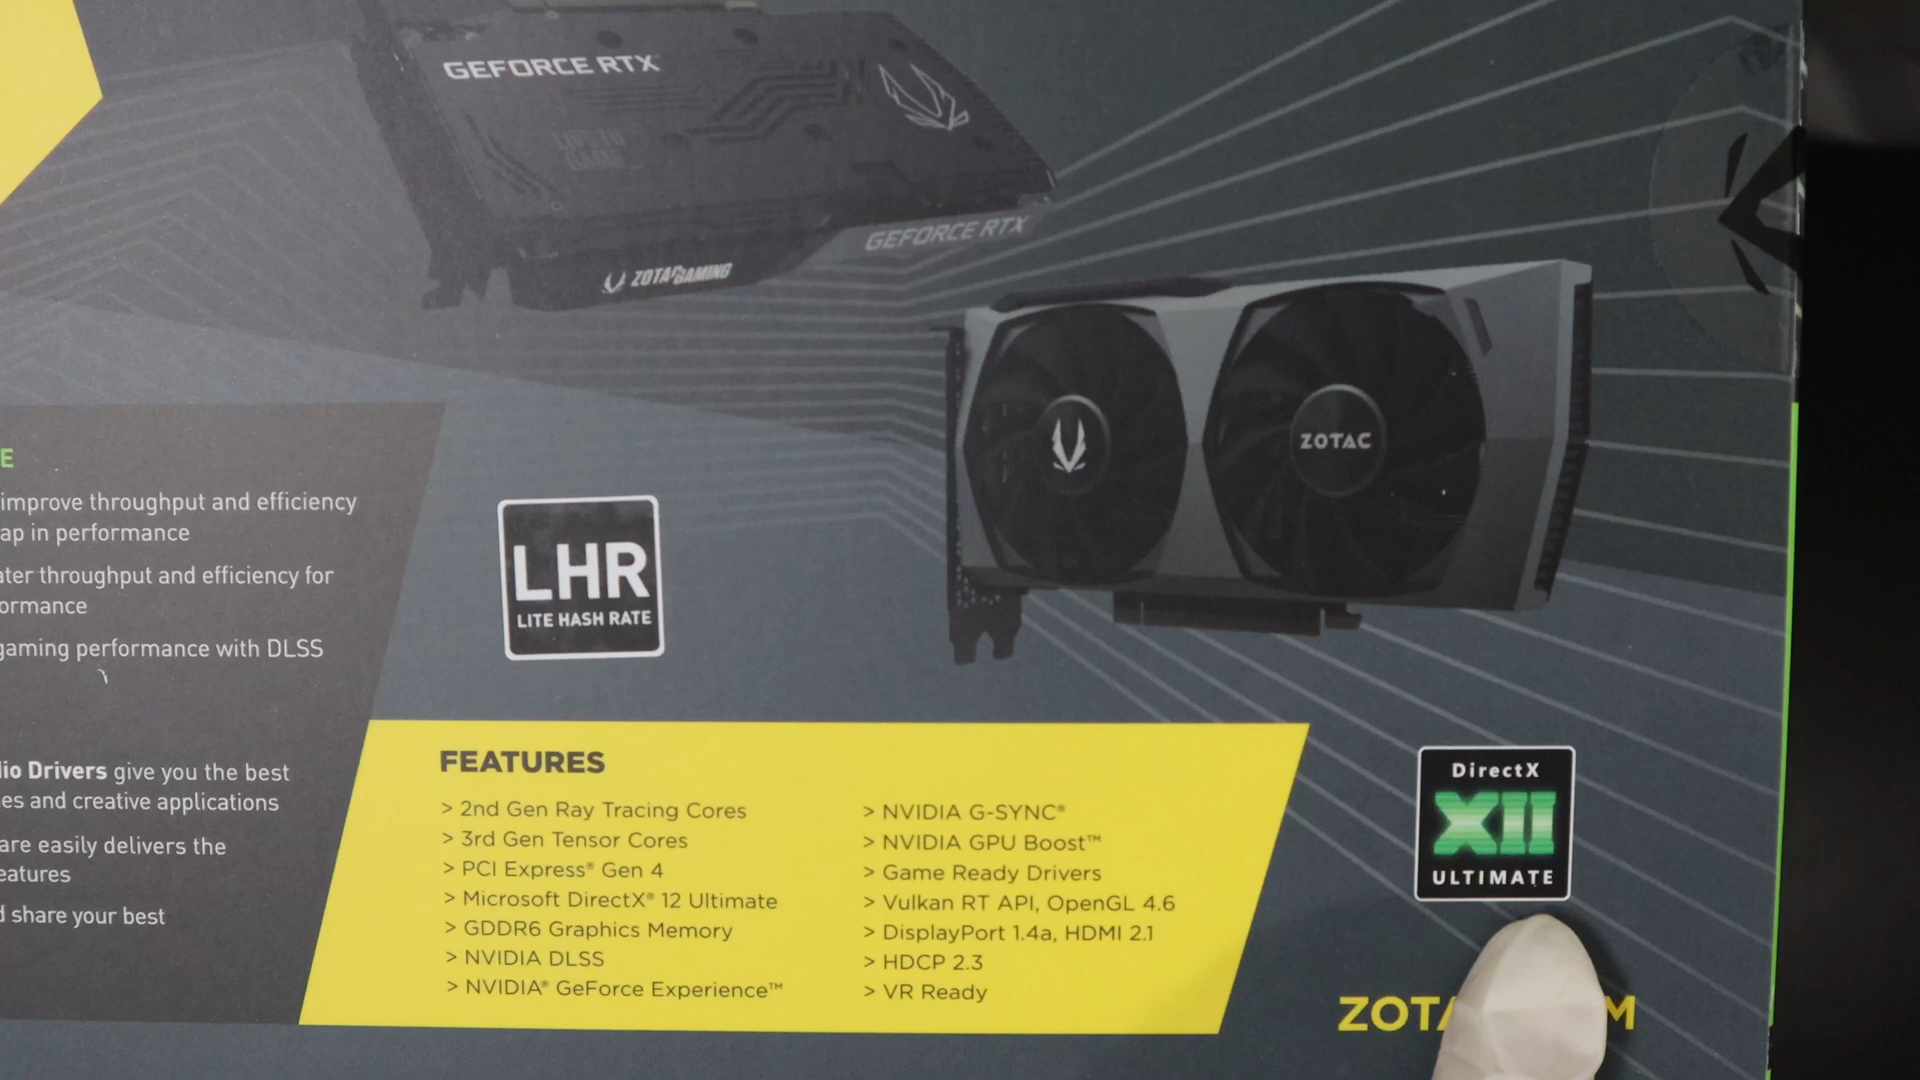 GEFORCE RTX
LIVE TO
GAME
GEFORCE RTX
ZOTAC GAMING
ZOTAC
E
improve throughput and efficiency
ap in performance
ater throughput and efficiency for
ormance
gaming performance with DLSS
LHR
LITE HASH RATE
dio Drivers give you the best
es and creative applications
are easily delivers the
eatures
d share your best
FEATURES
> 2nd Gen Ray Tracing Cores
> 3rd Gen Tensor Cores
> PCI Express® Gen 4
> Microsoft DirectX® 12 Ultimate
> GDDR6 Graphics Memory
> NVIDIA DLSS
> NVIDIA® GeForce Experience™
> NVIDIA G-SYNC®
> NVIDIA GPU Boost™
> Game Ready Drivers
> Vulkan RT API, OpenGL 4.6
> DisplayPort 1.4a, HDMI 2.1
> HDCP 2.3
> VR Ready
DirectX
XII
ULTIMATE
ZOTA M